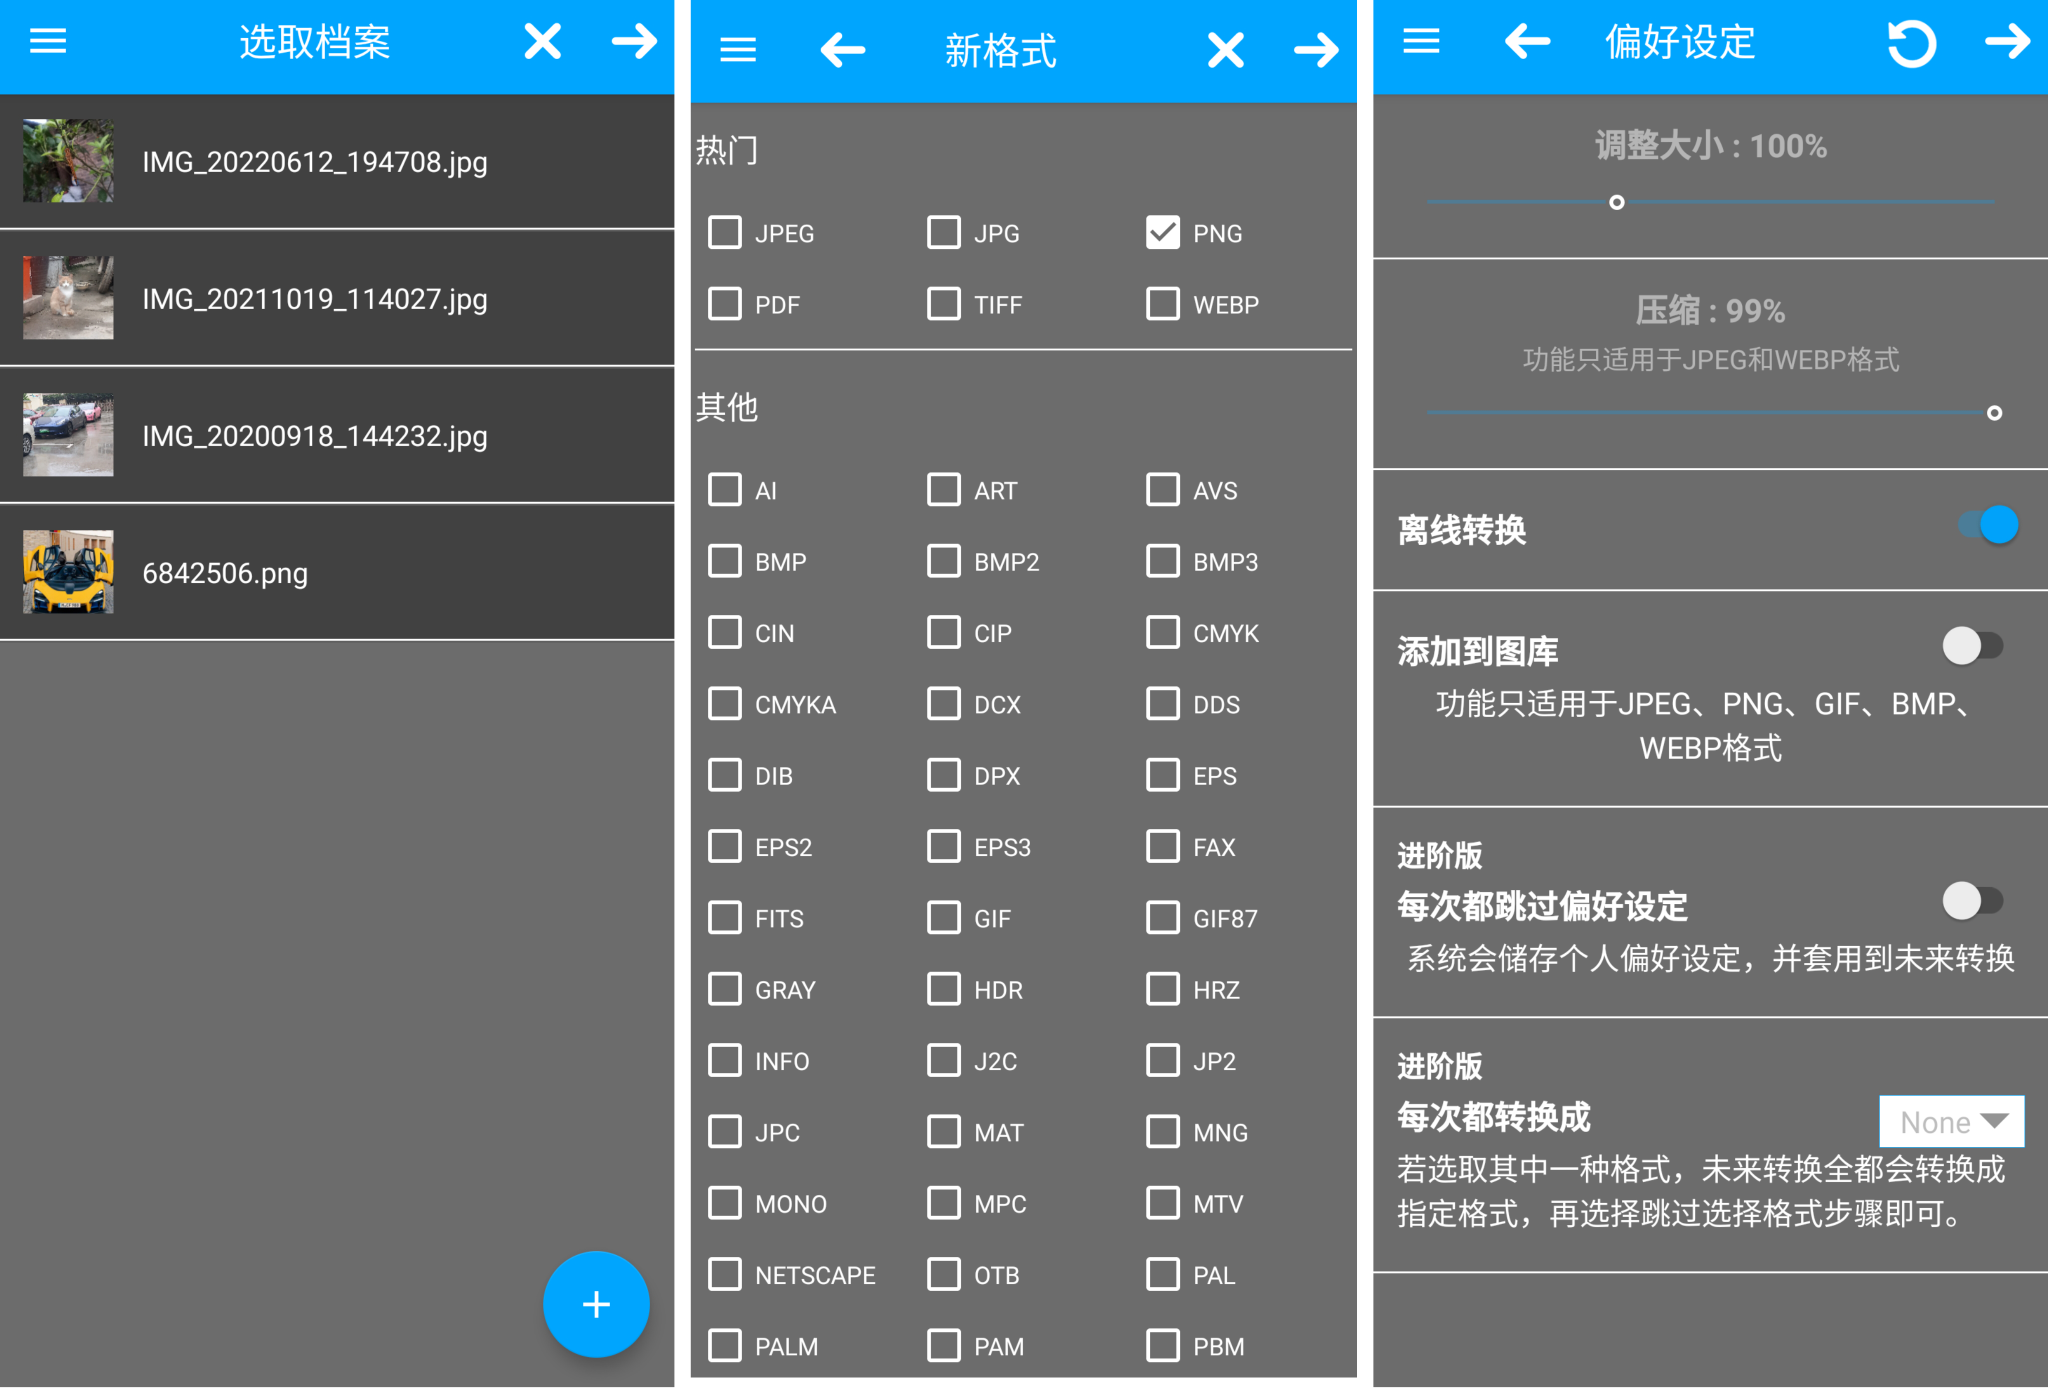 选取档案
IMG_20220612_194708.jpg
IMG_20211019_114027.jpg
IMG_20200918_144232.jpg
6842506.png
新格式
热门
JPEG JPG PNG
PDF TIFF WEBP
其他
AI ART AVS
BMP BMP2 BMP3
CIN CIP CMYK
CMYKA DCX DDS
DIB DPX EPS
EPS2 EPS3 FAX
FITS GIF GIF87
GRAY HDR HRZ
INFO J2C JP2
JPC MAT MNG
MONO MPC MTV
NETSCAPE OTB PAL
PALM PAM PBM
偏好设定
调整大小 : 100%
压缩 : 99%
功能只适用于JPEG和WEBP格式
离线转换
添加到图库
功能只适用于JPEG、PNG、GIF、BMP、
WEBP格式
进阶版
每次都跳过偏好设定
系统会储存个人偏好设定，并套用到未来转换
进阶版
每次都转换成
None
若选取其中一种格式，未来转换全都会转换成
指定格式，再选择跳过选择格式步骤即可。